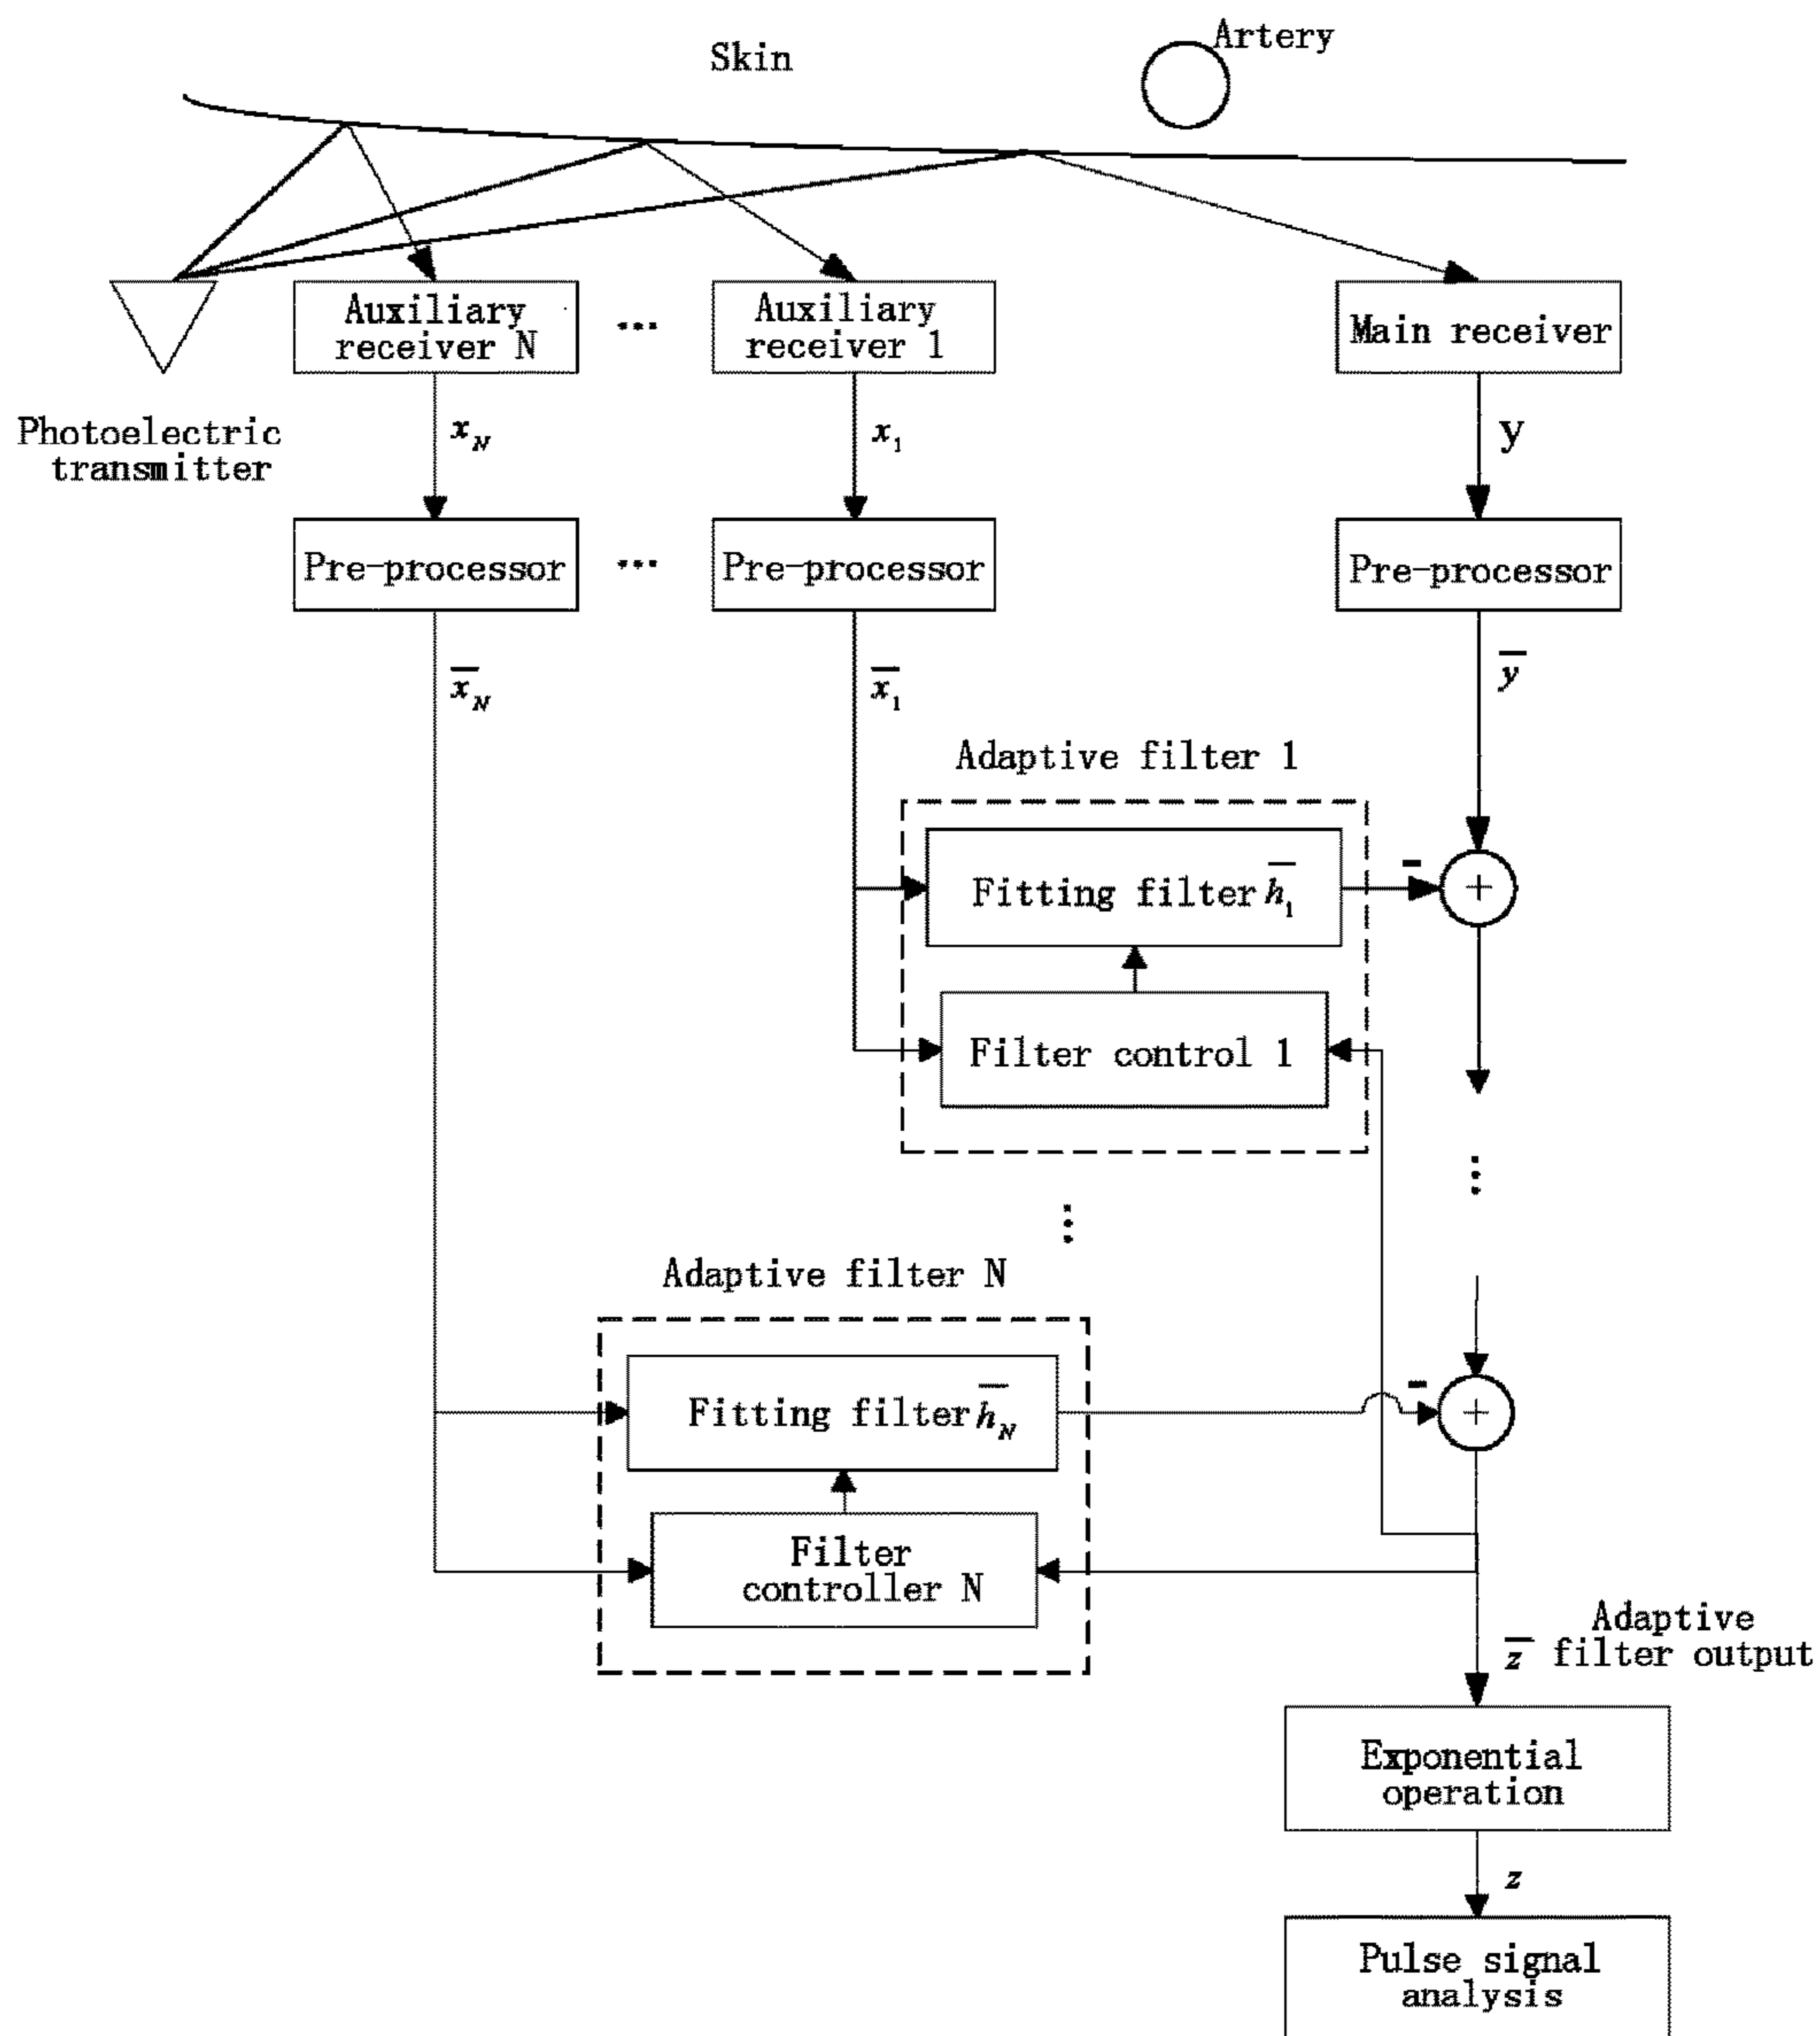 Skin
Artery
Auxiliary
receiver N
...
Auxiliary
receiver 1
Main receiver
Photoelectric
transmitter
x_N
x_1
y
Pre-processor
...
Pre-processor
Pre-processor
x̅_N
x̅_1
y̅
Adaptive filter 1
Fitting filter h̅_1
-
+
Filter control 1
⋮
⋮
Adaptive filter N
Fitting filter h̅_N
-
+
Filter
controller N
Adaptive
z̅ filter output
Exponential
operation
z
Pulse signal
analysis